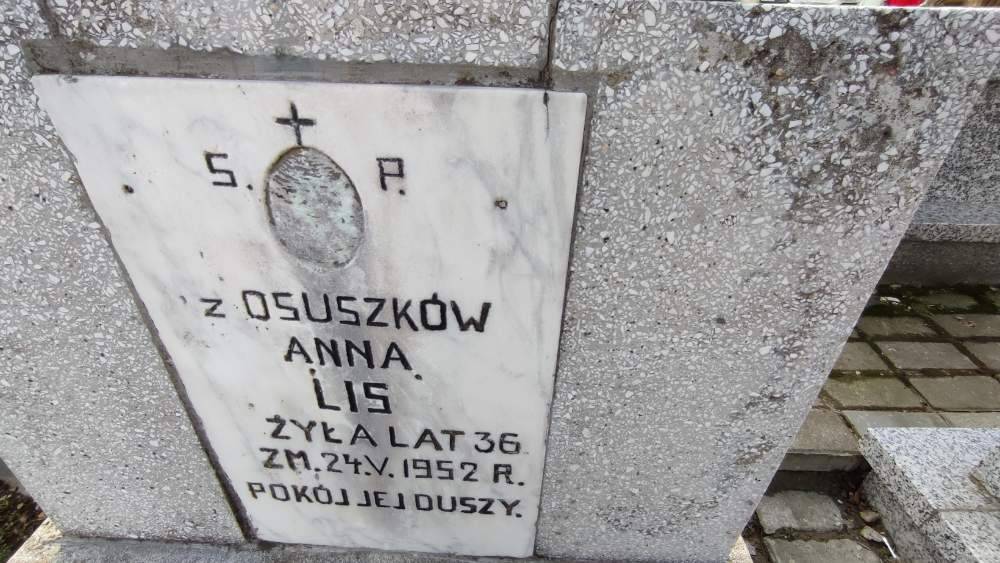 S. P.
z OSUSZKÓW
ANNA
LIS
ŻYŁA LAT 36
ZM. 24.V.1952 R.
POKÓJ JEJ DUSZY.